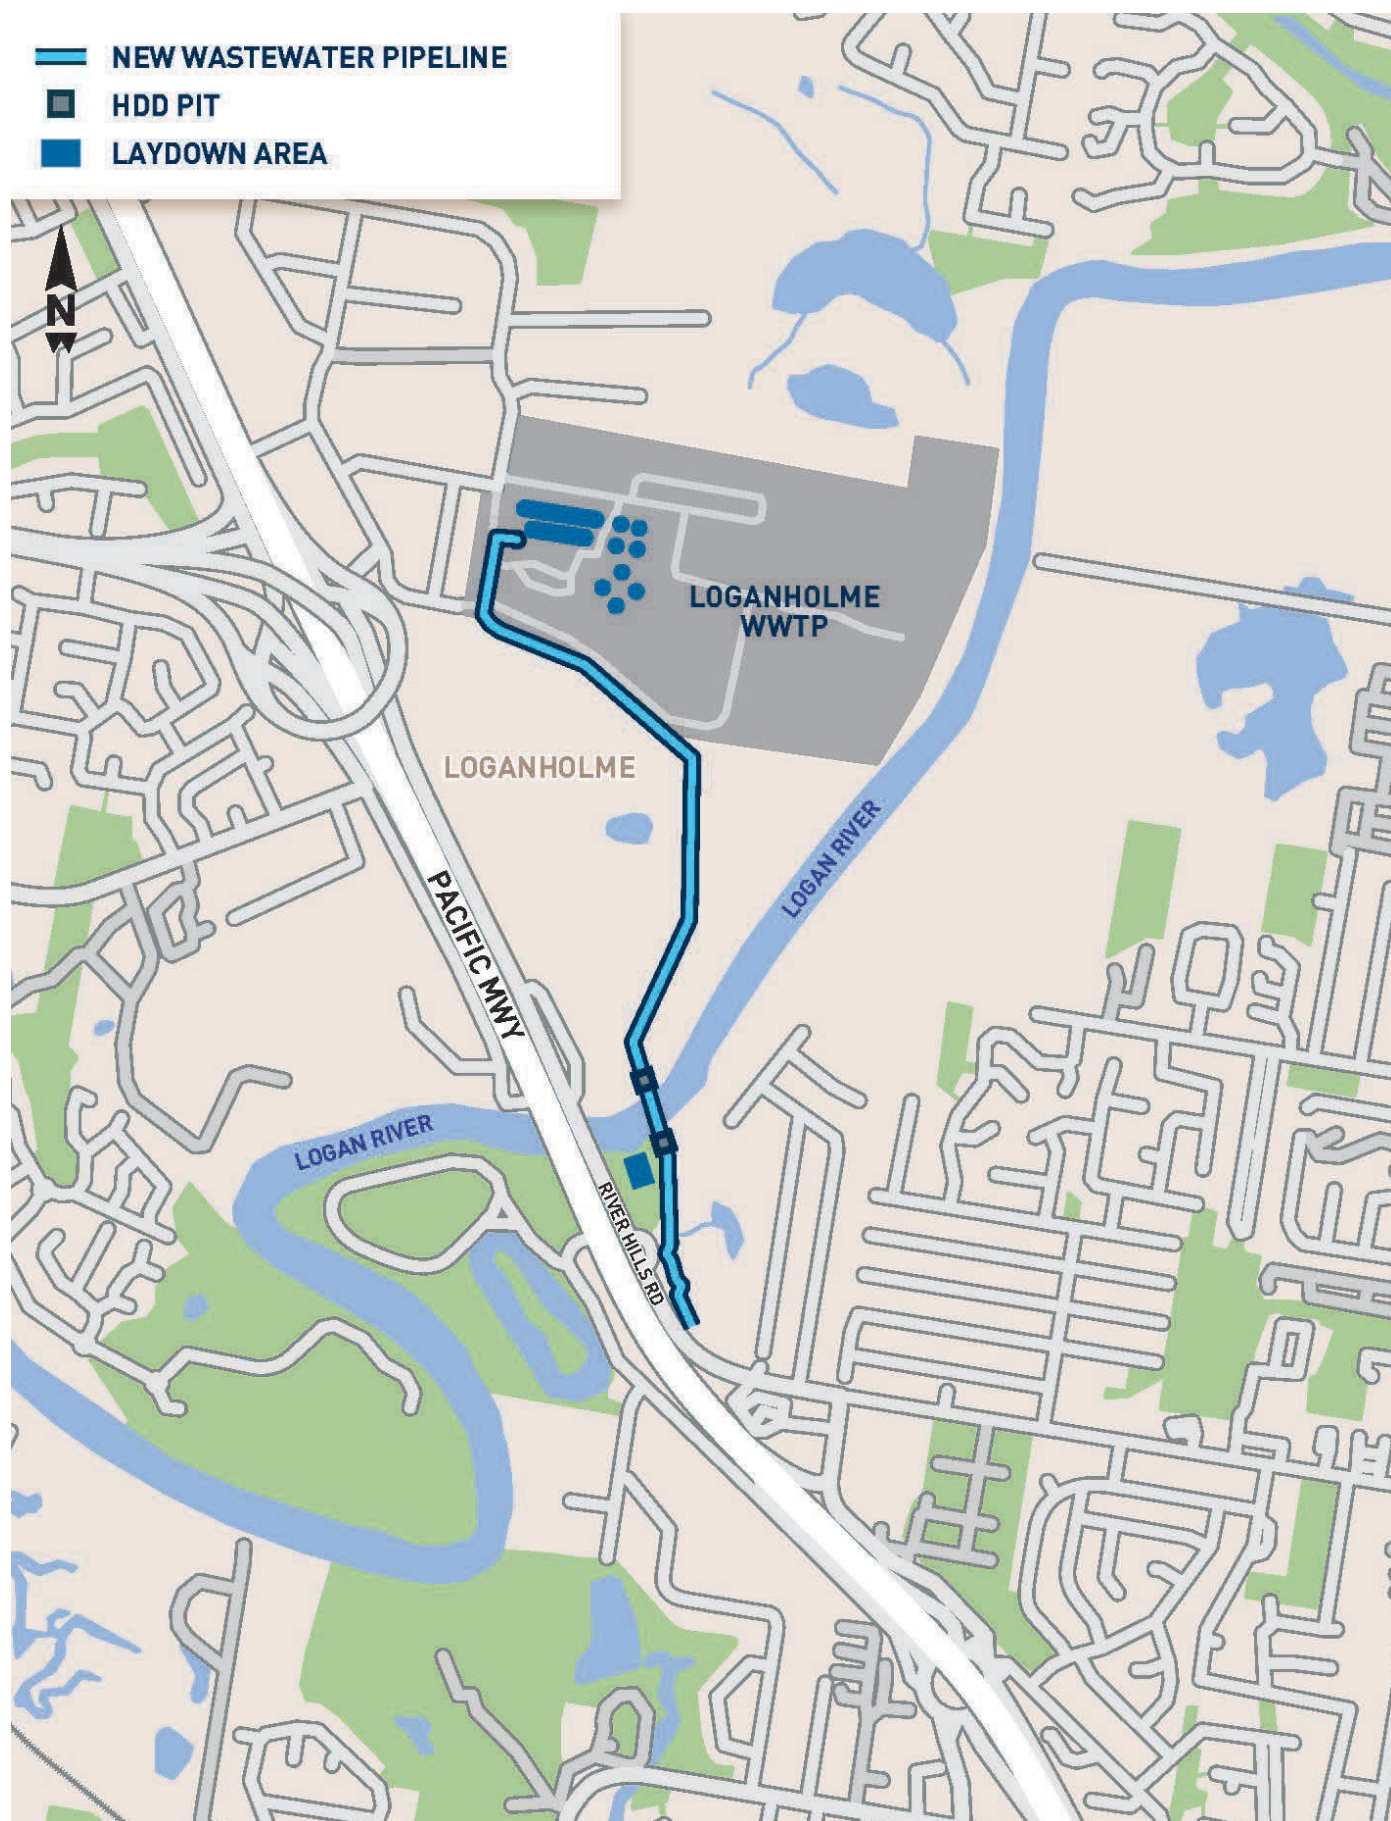 NEW WASTEWATER PIPELINE
HDD PIT
LAYDOWN AREA
N
LOGANHOLME
WWTP
LOGANHOLME
LOGAN RIVER
PACIFIC MWY
LOGAN RIVER
RIVER HILLS RD